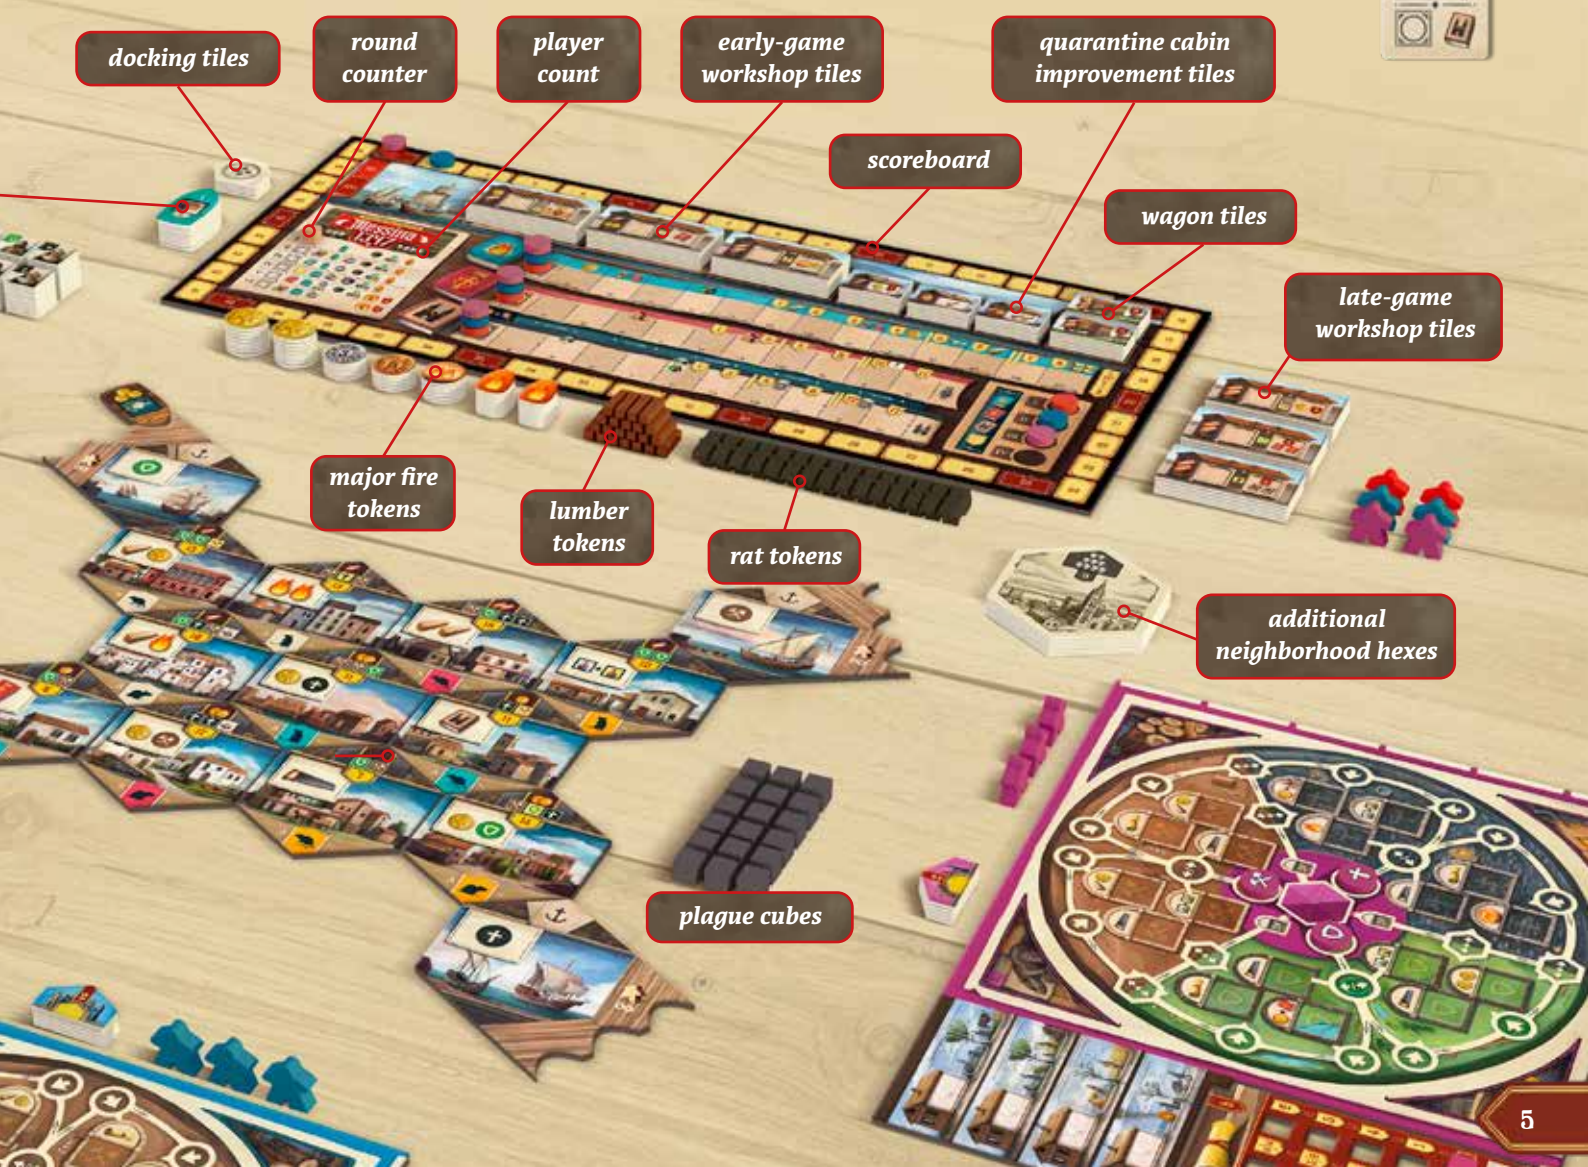 docking tiles
round
counter
player
count
early-game
workshop tiles
quarantine cabin
improvement tiles
scoreboard
wagon tiles
late-game
workshop tiles
MESSINA
1347
major fire
tokens
lumber
tokens
rat tokens
additional
neighborhood hexes
plague cubes
5